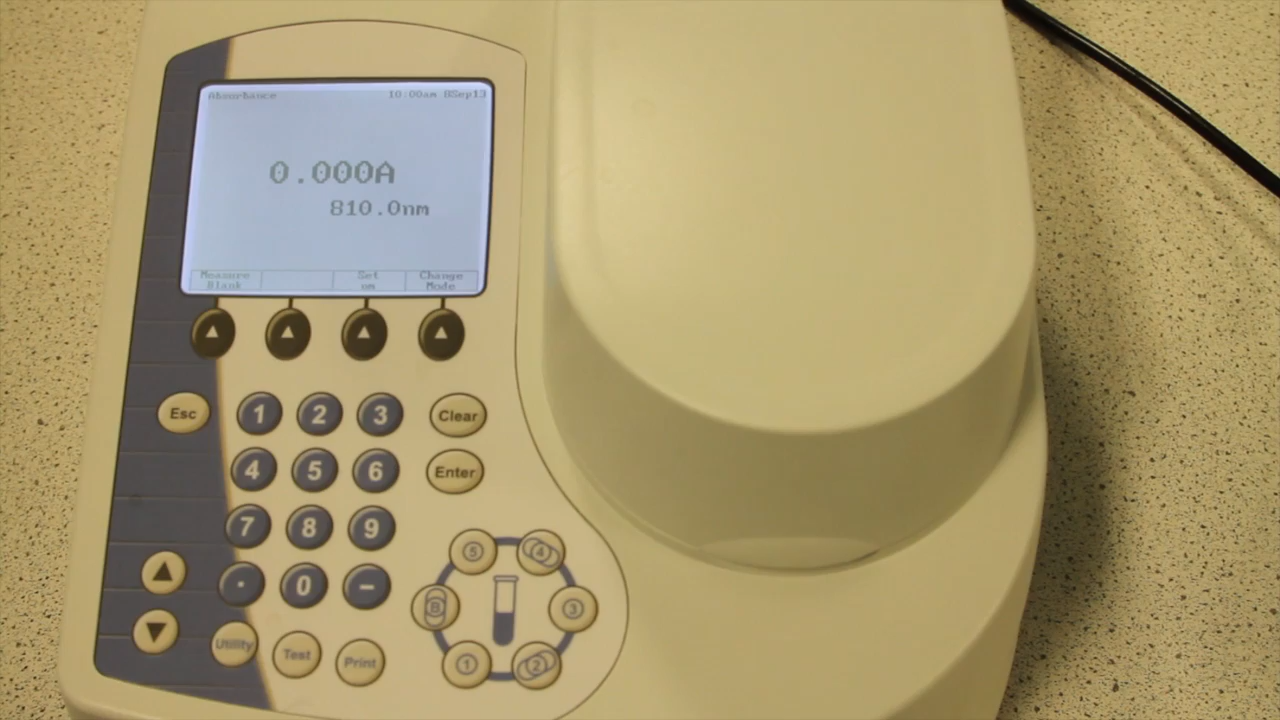 Absorbance 10:00am 8Sep13
0.000A
810.0nm
Measure Blank
Set nm
Change Mode
Esc 1 2 3 Clear
4 5 6 Enter
7 8 9
. 0 -
Utility Test Print
5 4
B 3
1 2